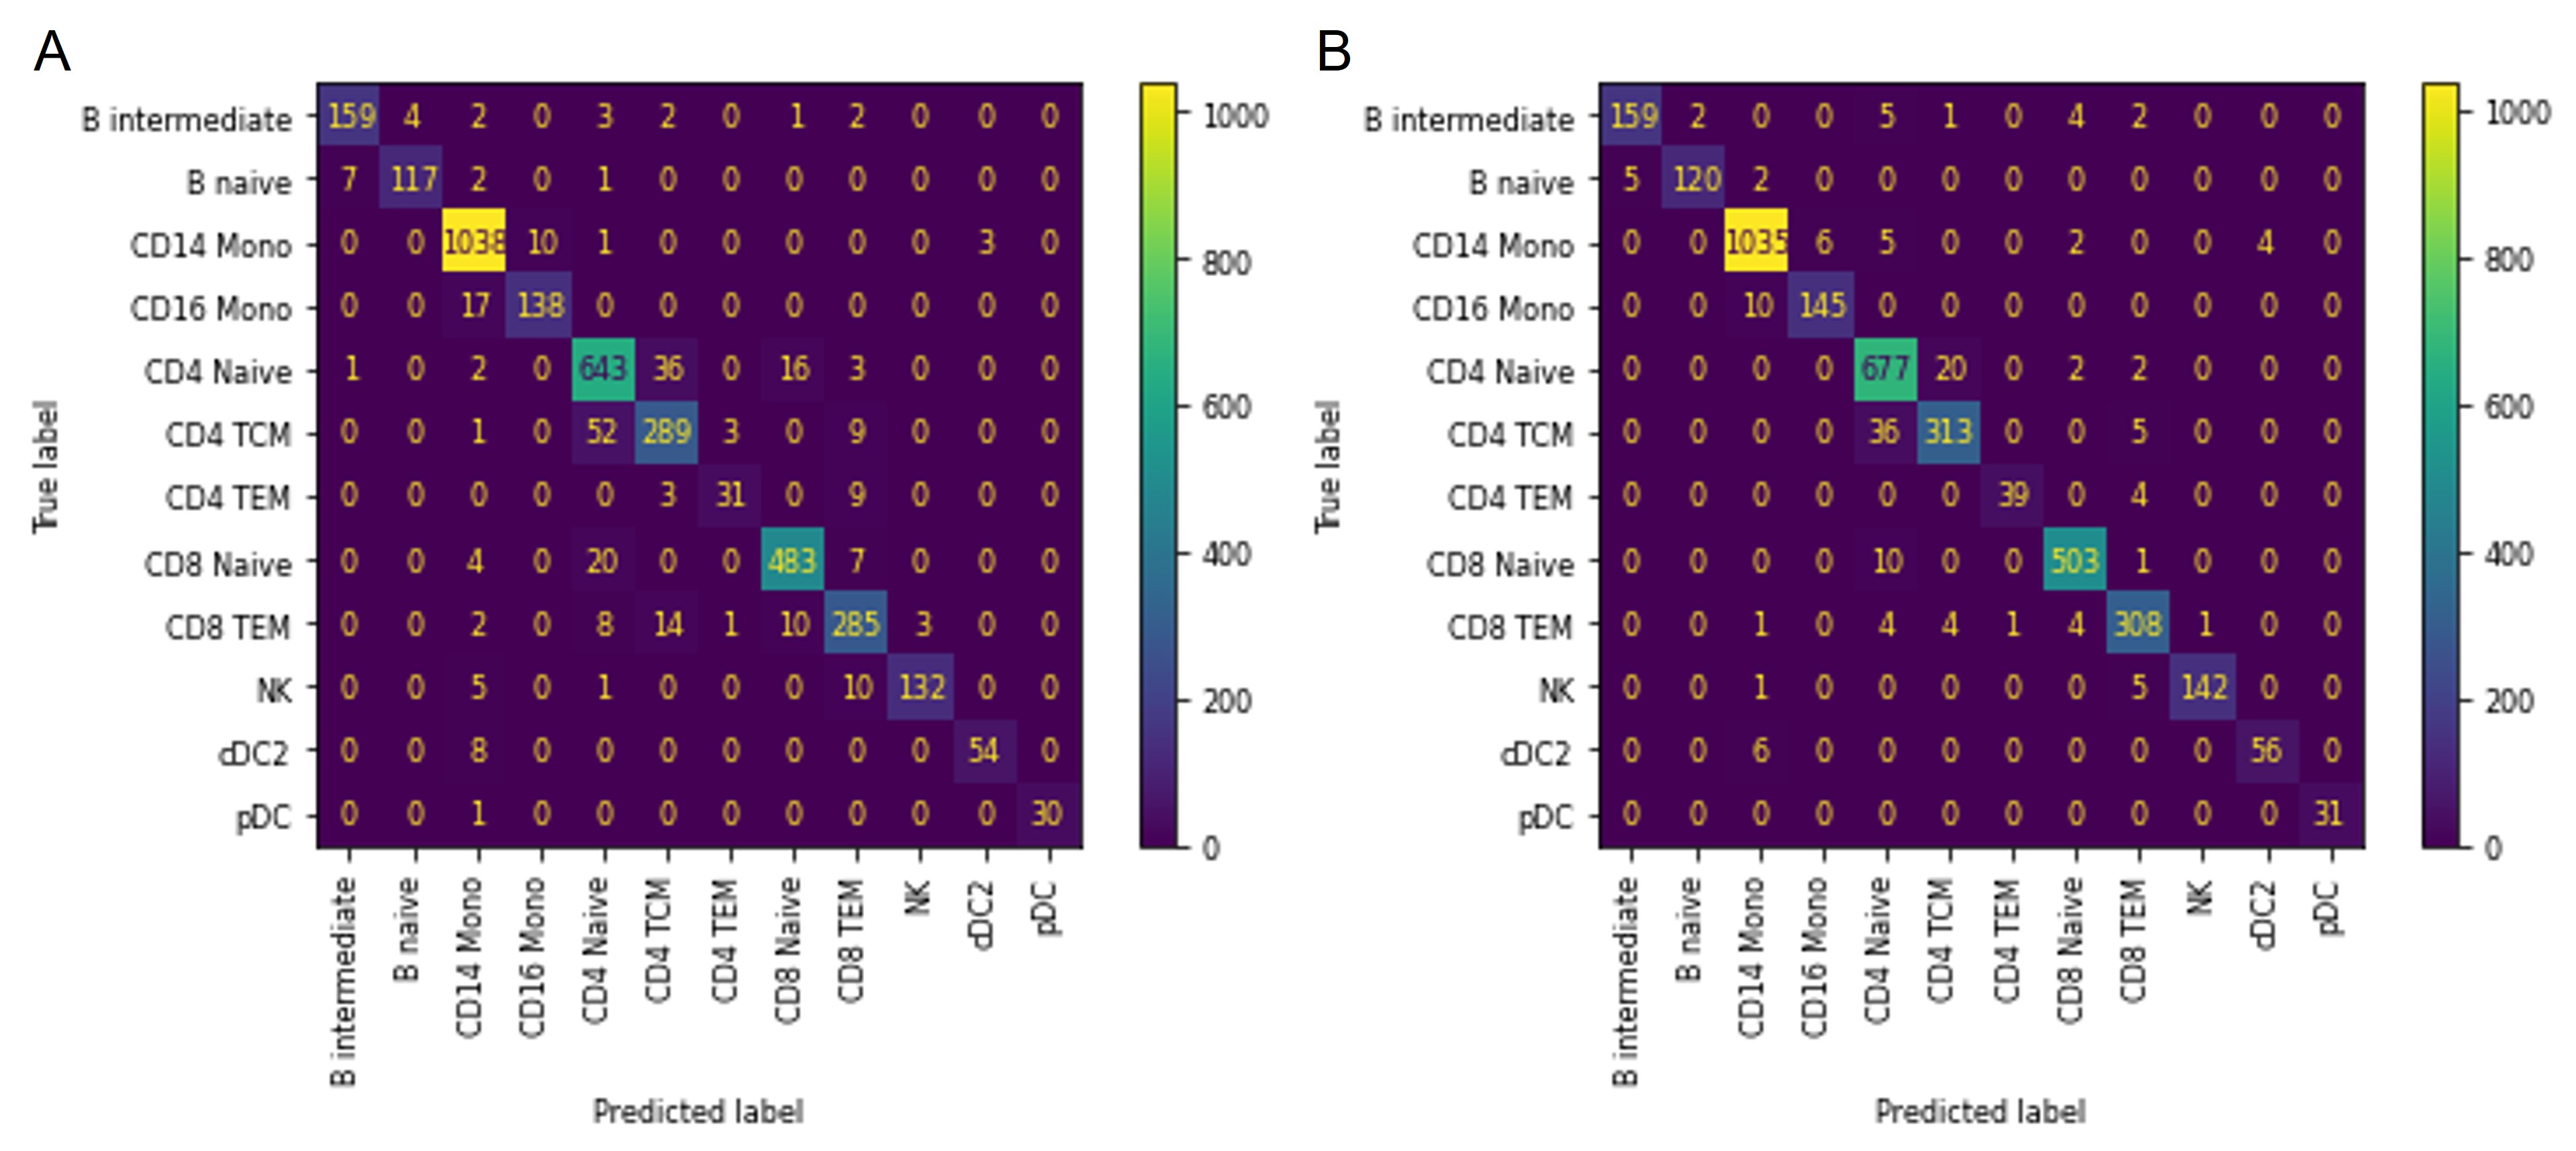 A
B intermediate 159 4 2 0 3 2 0 1 2 0 0 0
B naive 7 117 2 0 1 0 0 0 0 0 0 0
CD14 Mono 0 0 1038 10 1 0 0 0 0 0 3 0
CD16 Mono 0 0 17 138 0 0 0 0 0 0 0 0
CD4 Naive 1 0 2 0 643 36 0 16 3 0 0 0
CD4 TCM 0 0 1 0 52 289 3 0 9 0 0 0
CD4 TEM 0 0 0 0 0 3 31 0 9 0 0 0
CD8 Naive 0 0 4 0 20 0 0 483 7 0 0 0
CD8 TEM 0 0 2 0 8 14 1 10 285 3 0 0
NK 0 0 5 0 1 0 0 0 10 132 0 0
cDC2 0 0 8 0 0 0 0 0 0 0 54 0
pDC 0 0 1 0 0 0 0 0 0 0 0 30
True label
B intermediate
B naive
CD14 Mono
CD16 Mono
CD4 Naive
CD4 TCM
CD4 TEM
CD8 Naive
CD8 TEM
NK
cDC2
pDC
Predicted label
1000
800
600
400
200
0
B
B intermediate 159 2 0 0 5 1 0 4 2 0 0 0
B naive 5 120 2 0 0 0 0 0 0 0 0 0
CD14 Mono 0 0 1035 6 5 0 0 2 0 0 4 0
CD16 Mono 0 0 10 145 0 0 0 0 0 0 0 0
CD4 Naive 0 0 0 0 677 20 0 2 2 0 0 0
CD4 TCM 0 0 0 0 36 313 0 0 5 0 0 0
CD4 TEM 0 0 0 0 0 0 39 0 4 0 0 0
CD8 Naive 0 0 0 0 10 0 0 503 1 0 0 0
CD8 TEM 0 0 1 0 4 4 1 4 308 1 0 0
NK 0 0 1 0 0 0 0 0 5 142 0 0
cDC2 0 0 6 0 0 0 0 0 0 0 56 0
pDC 0 0 0 0 0 0 0 0 0 0 0 31
True label
B intermediate
B naive
CD14 Mono
CD16 Mono
CD4 Naive
CD4 TCM
CD4 TEM
CD8 Naive
CD8 TEM
NK
cDC2
pDC
Predicted label
1000
800
600
400
200
0